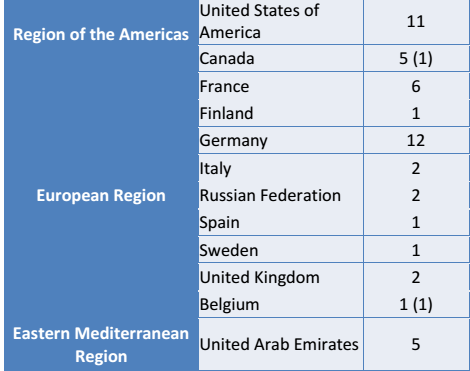 Region of the Americas
United States of
America
11
Canada
5 (1)
European Region
France
6
Finland
1
Germany
12
Italy
2
Russian Federation
2
Spain
1
Sweden
1
United Kingdom
2
Belgium
1 (1)
Eastern Mediterranean
Region
United Arab Emirates
5